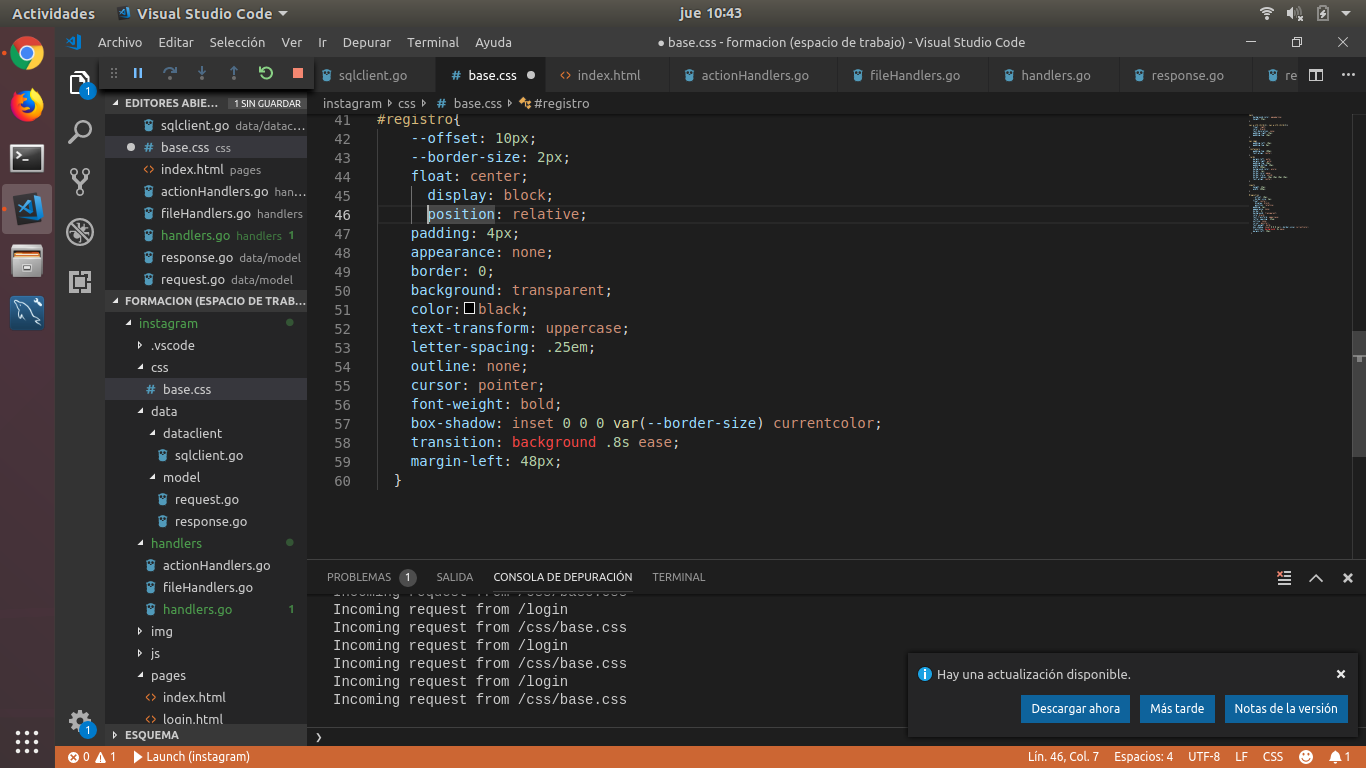 Actividades
Visual Studio Code
jue 10:43
Archivo Editar Selección Ver Ir Depurar Terminal Ayuda
● base.css - formacion (espacio de trabajo) - Visual Studio Code
sqlclient.go
# base.css ●
<> index.html
actionHandlers.go
fileHandlers.go
handlers.go
response.go
re
1
EDITORES ABIE... 1 SIN GUARDAR
sqlclient.go data/datac...
● # base.css css
<> index.html pages
actionHandlers.go han...
fileHandlers.go handlers
handlers.go handlers 1
response.go data/model
request.go data/model
FORMACION (ESPACIO DE TRAB...
instagram
.vscode
css
# base.css
data
dataclient
sqlclient.go
model
request.go
response.go
handlers
actionHandlers.go
fileHandlers.go
handlers.go 1
img
js
pages
<> index.html
<> login.html
ESQUEMA
1
instagram css # base.css #registro
41 #registro{
42 --offset: 10px;
43 --border-size: 2px;
44 float: center;
45 display: block;
46 position: relative;
47 padding: 4px;
48 appearance: none;
49 border: 0;
50 background: transparent;
51 color: black;
52 text-transform: uppercase;
53 letter-spacing: .25em;
54 outline: none;
55 cursor: pointer;
56 font-weight: bold;
57 box-shadow: inset 0 0 0 var(--border-size) currentcolor;
58 transition: background .8s ease;
59 margin-left: 48px;
60 }
PROBLEMAS 1 SALIDA CONSOLA DE DEPURACIÓN TERMINAL
Incoming request from /css/base.css
Incoming request from /login
Incoming request from /css/base.css
Incoming request from /login
Incoming request from /css/base.css
Incoming request from /login
Incoming request from /css/base.css
Hay una actualización disponible.
Descargar ahora
Más tarde
Notas de la versión
0 1 Launch (instagram)
Lín. 46, Col. 7 Espacios: 4 UTF-8 LF CSS 1